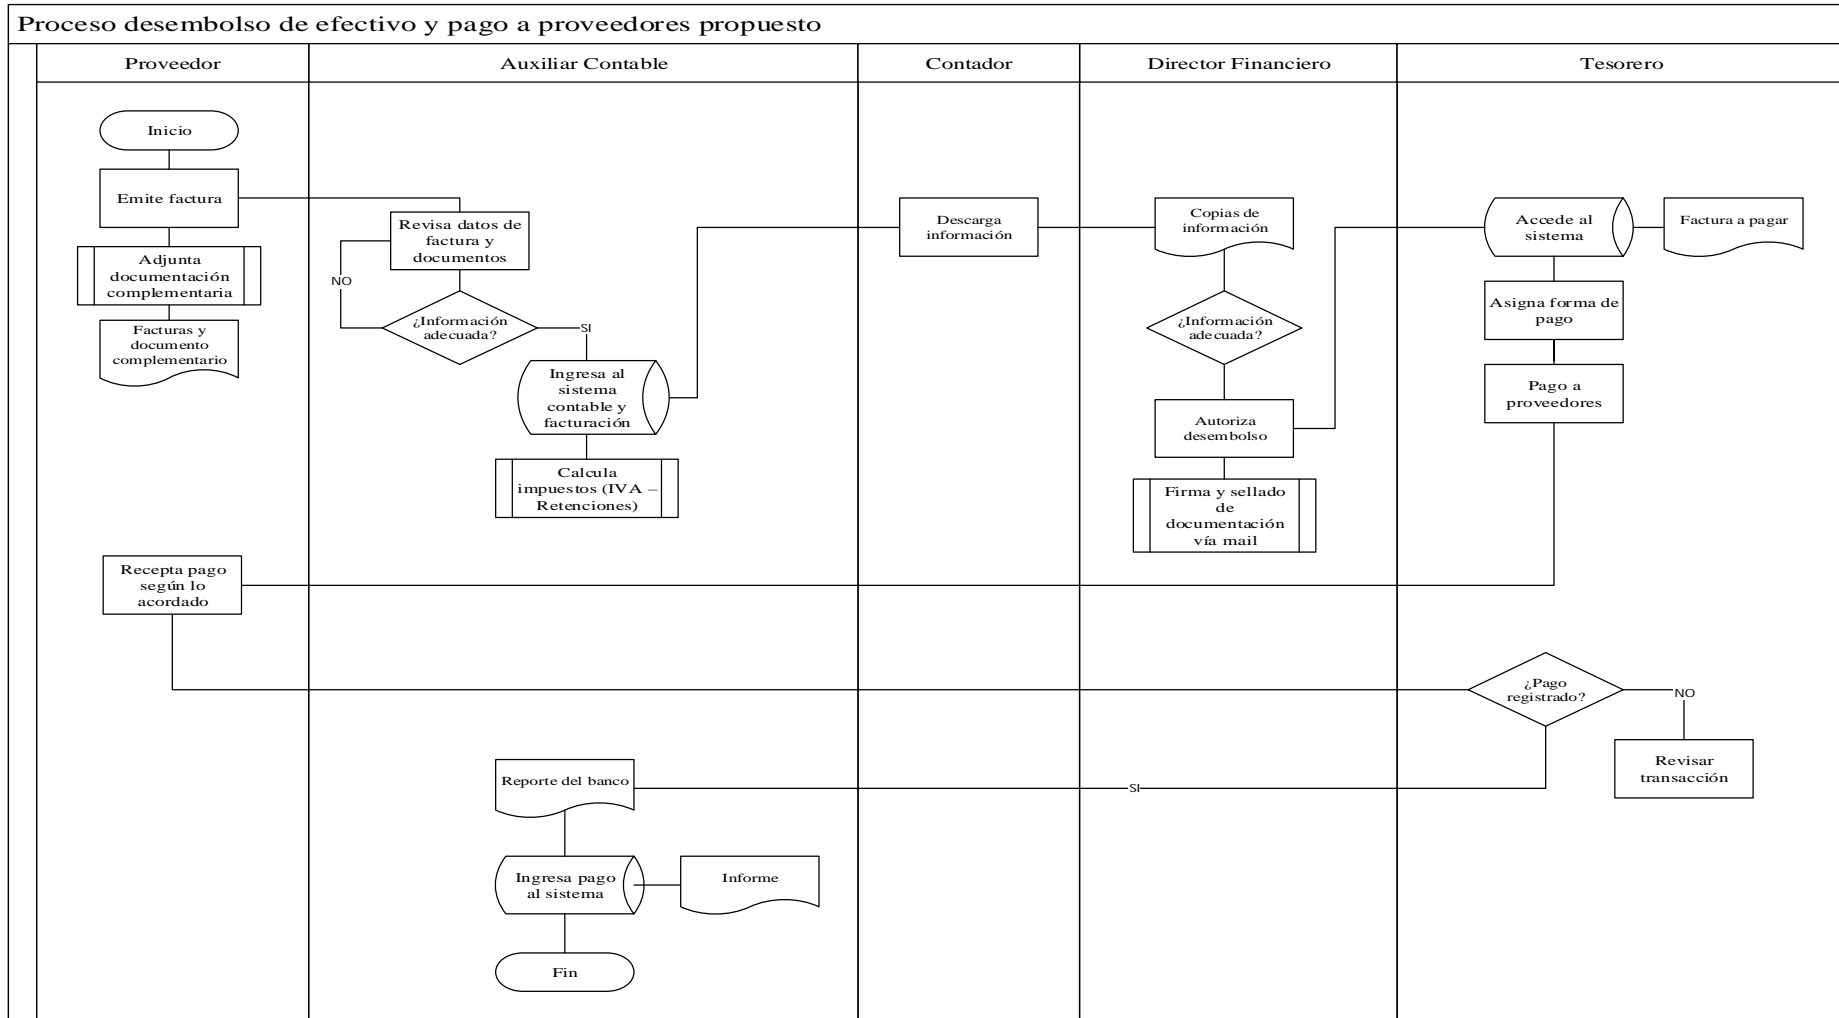 Proceso desembolso de efectivo y pago a proveedores propuesto
Proveedor
Auxiliar Contable
Contador
Director Financiero
Tesorero
Inicio
Emite factura
Adjunta
documentación
complementaria
Facturas y
documento
complementario
Revisa datos de
factura y
documentos
NO
¿Información
adecuada?
SI
Ingresa al
sistema
contable y
facturación
Calcula
impuestos (IVA –
Retenciones)
Descarga
información
Copias de
información
¿Información
adecuada?
Autoriza
desembolso
Firma y sellado
de
documentación
vía mail
Accede al
sistema
Factura a pagar
Asigna forma de
pago
Pago a
proveedores
Recepta pago
según lo
acordado
¿Pago
registrado?
NO
Revisar
transacción
SI
Reporte del banco
Ingresa pago
al sistema
Informe
Fin